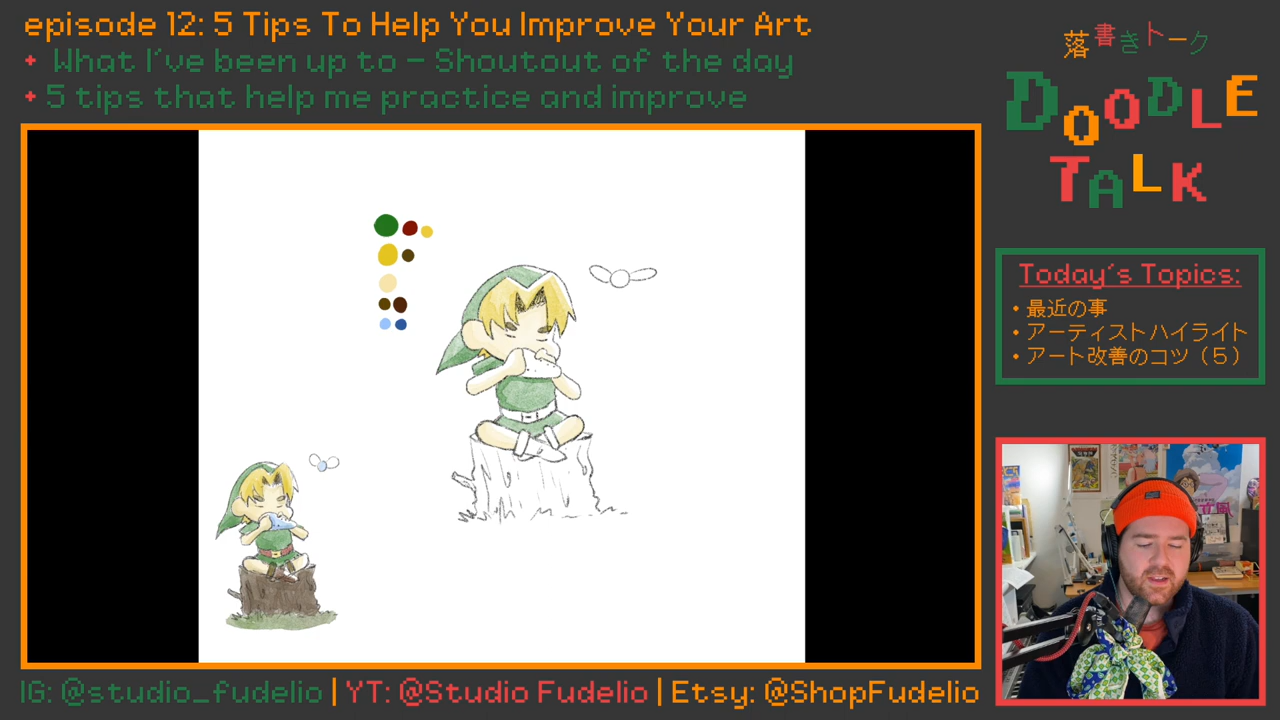 episode 12: 5 Tips To Help You Improve Your Art
+ What I've been up to - Shoutout of the day
+ 5 tips that help me practice and improve
落書きトーク
DOODLE
TALK
Today's Topics:
• 最近の事
• アーティストハイライト
• アート改善のコツ（5）
IG: @studio_fudelio | YT: @Studio Fudelio | Etsy: @ShopFudelio